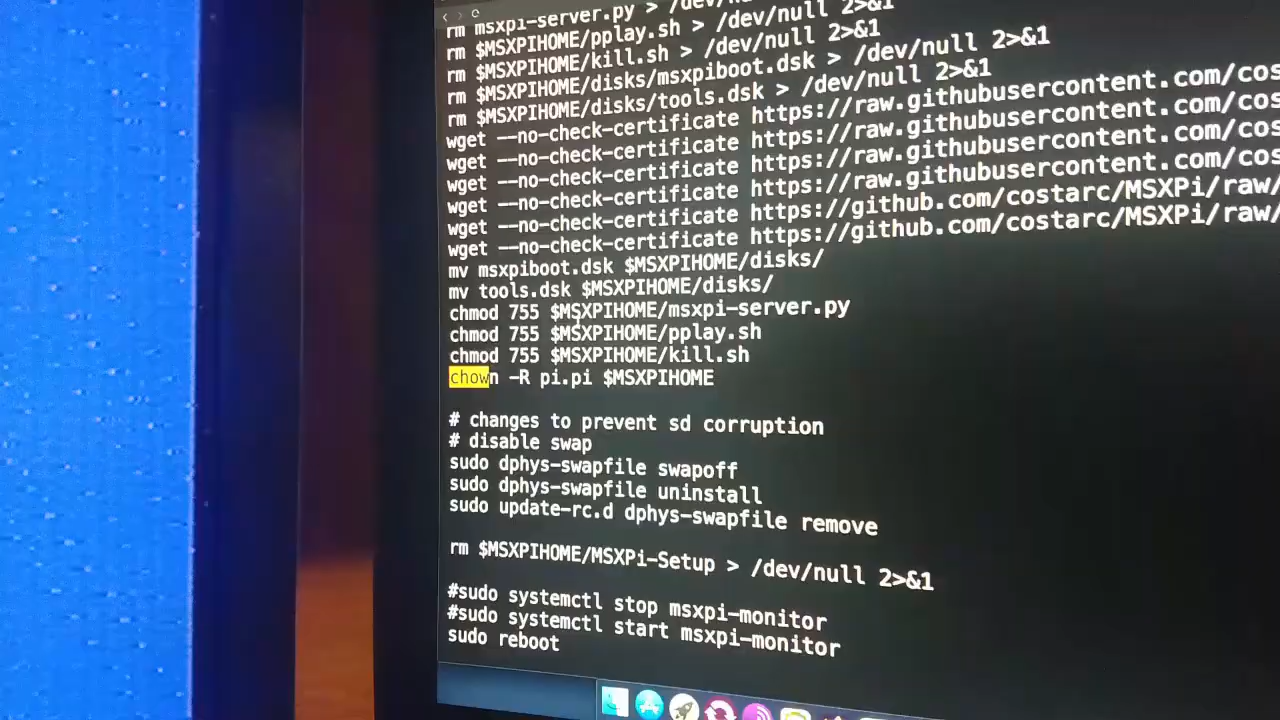 rm msxpi-server.py > /dev/null 2>&1
rm $MSXPIHOME/pplay.sh > /dev/null 2>&1
rm $MSXPIHOME/kill.sh > /dev/null 2>&1
rm $MSXPIHOME/disks/msxpiboot.dsk > /dev/null 2>&1
rm $MSXPIHOME/disks/tools.dsk > /dev/null 2>&1
wget --no-check-certificate https://raw.githubusercontent.com/cos
wget --no-check-certificate https://raw.githubusercontent.com/cos
wget --no-check-certificate https://raw.githubusercontent.com/cos
wget --no-check-certificate https://raw.githubusercontent.com/cos
wget --no-check-certificate https://github.com/costarc/MSXPi/raw/
wget --no-check-certificate https://github.com/costarc/MSXPi/raw/
mv msxpiboot.dsk $MSXPIHOME/disks/
mv tools.dsk $MSXPIHOME/disks/
chmod 755 $MSXPIHOME/msxpi-server.py
chmod 755 $MSXPIHOME/pplay.sh
chmod 755 $MSXPIHOME/kill.sh
chown -R pi.pi $MSXPIHOME
# changes to prevent sd corruption
# disable swap
sudo dphys-swapfile swapoff
sudo dphys-swapfile uninstall
sudo update-rc.d dphys-swapfile remove
rm $MSXPIHOME/MSXPi-Setup > /dev/null 2>&1
#sudo systemctl stop msxpi-monitor
#sudo systemctl start msxpi-monitor
sudo reboot